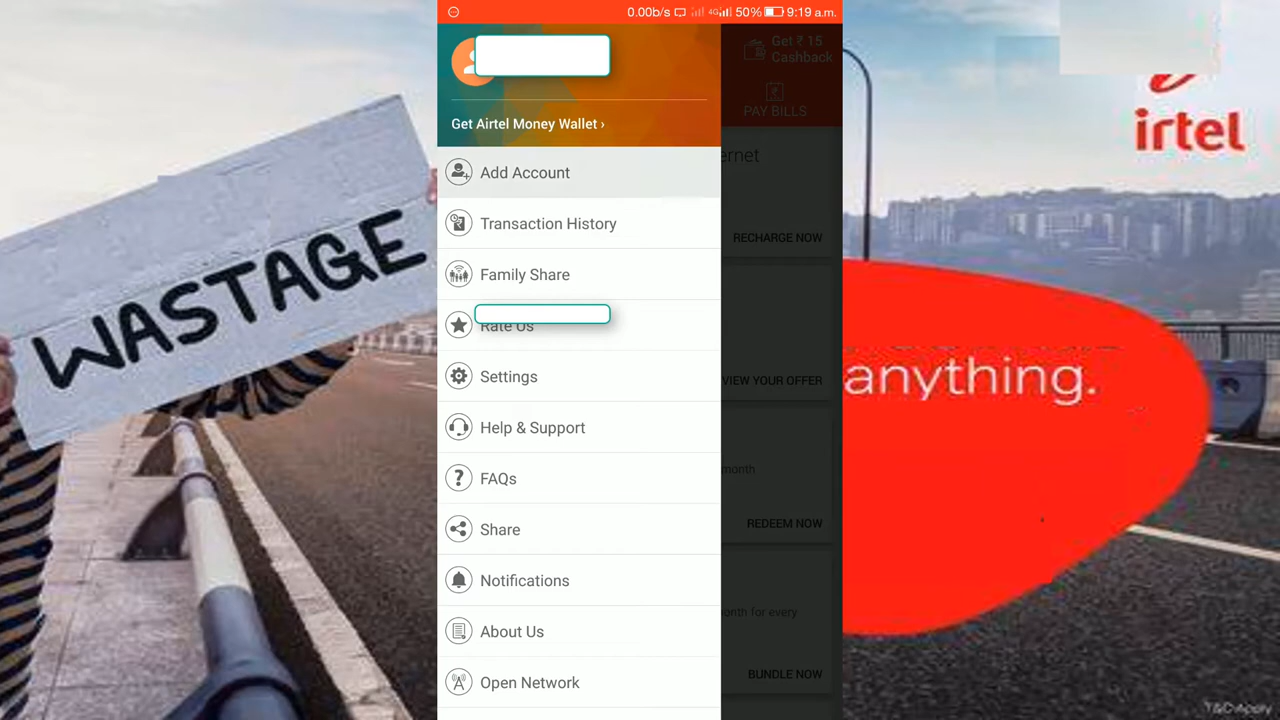 0.00b/s 4G 50% 9:19 a.m.
Get ₹ 15
Cashback
PAY BILLS
Get Airtel Money Wallet ›
Add Account
Transaction History
Family Share
Rate Us
Settings
Help & Support
FAQs
Share
Notifications
About Us
Open Network
ernet
RECHARGE NOW
VIEW YOUR OFFER
month
REDEEM NOW
onth for every
BUNDLE NOW
WASTAGE
irtel
anything.
T&C Apply